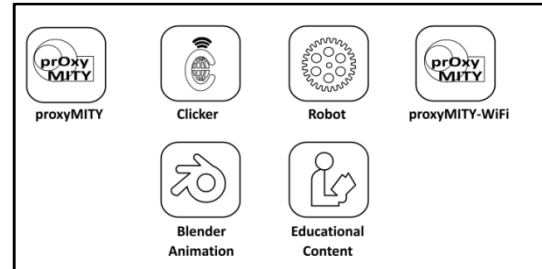 prOxy
MITY
prOxy
MITY
proxyMITY
Clicker
Robot
proxyMITY-WiFi
Blender
Animation
Educational
Content